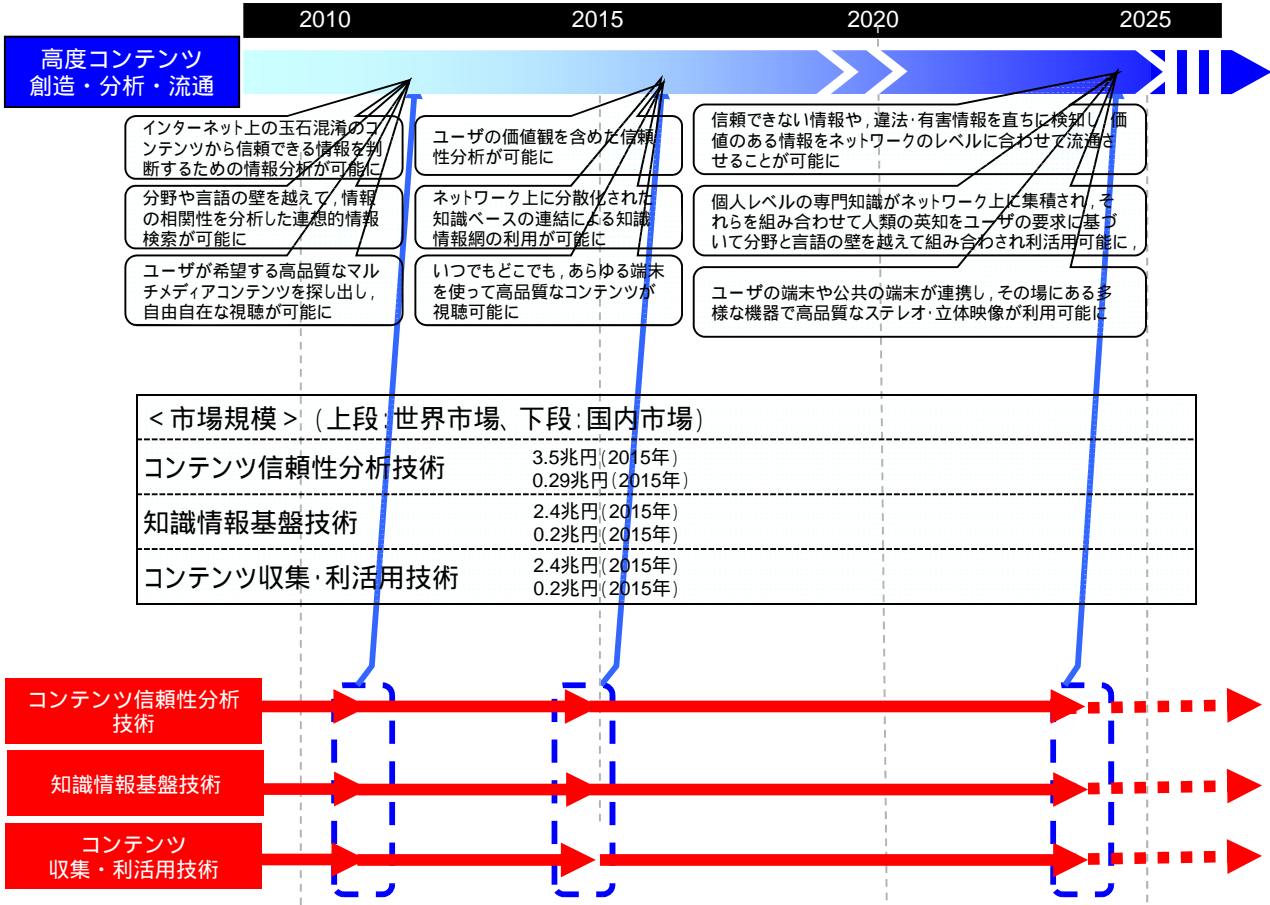 2010 2015 2020 2025
高度コンテンツ
創造・分析・流通
インターネット上の玉石混淆のコ
ンテンツから信頼できる情報を判
断するための情報分析が可能に
分野や言語の壁を越えて，情報
の相関性を分析した連想的情報
検索が可能に
ユーザが希望する高品質なマル
チメディアコンテンツを探し出し，
自由自在な視聴が可能に
ユーザの価値観を含めた信頼
性分析が可能に
ネットワーク上に分散化された
知識ベースの連結による知識
情報網の利用が可能に
いつでもどこでも，あらゆる端末
を使って高品質なコンテンツが
視聴可能に
信頼できない情報や，違法・有害情報を直ちに検知し，価
値のある情報をネットワークのレベルに合わせて流通さ
せることが可能に
個人レベルの専門知識がネットワーク上に集積され，そ
れらを組み合わせて人類の英知をユーザの要求に基づ
いて分野と言語の壁を越えて組み合わされ利活用可能に，
ユーザの端末や公共の端末が連携し，その場にある多
様な機器で高品質なステレオ・立体映像が利用可能に
＜市場規模＞（上段：世界市場、下段：国内市場）
コンテンツ信頼性分析技術
3.5兆円(2015年)
0.29兆円(2015年)
知識情報基盤技術
2.4兆円(2015年)
0.2兆円(2015年)
コンテンツ収集・利活用技術
2.4兆円(2015年)
0.2兆円(2015年)
コンテンツ信頼性分析
技術
知識情報基盤技術
コンテンツ
収集・利活用技術